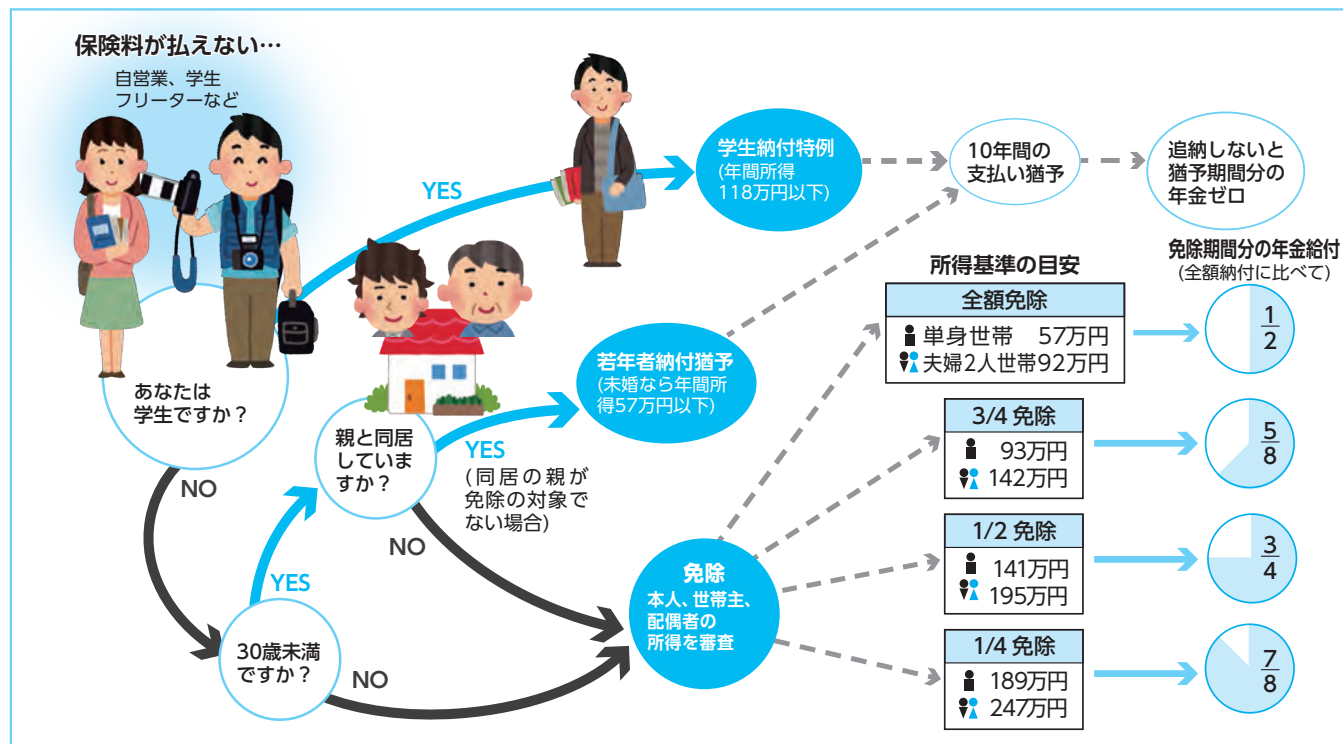 保険料が払えない…
自営業、学生
フリーターなど
あなたは
学生ですか？
YES
学生納付特例
(年間所得
118万円以下)
10年間の
支払い猶予
追納しないと
猶予期間分の
年金ゼロ
NO
30歳未満
ですか？
YES
NO
親と同居
していま
すか？
YES
(同居の親が
免除の対象で
ない場合)
NO
若年者納付猶予
(未婚なら年間所
得57万円以下)
免除
本人、世帯主、
配偶者の
所得を審査
所得基準の目安
免除期間分の年金給付
(全額納付に比べて)
全額免除
単身世帯 57万円
夫婦2人世帯92万円
1/2
3/4 免除
93万円
142万円
5/8
1/2 免除
141万円
195万円
3/4
1/4 免除
189万円
247万円
7/8